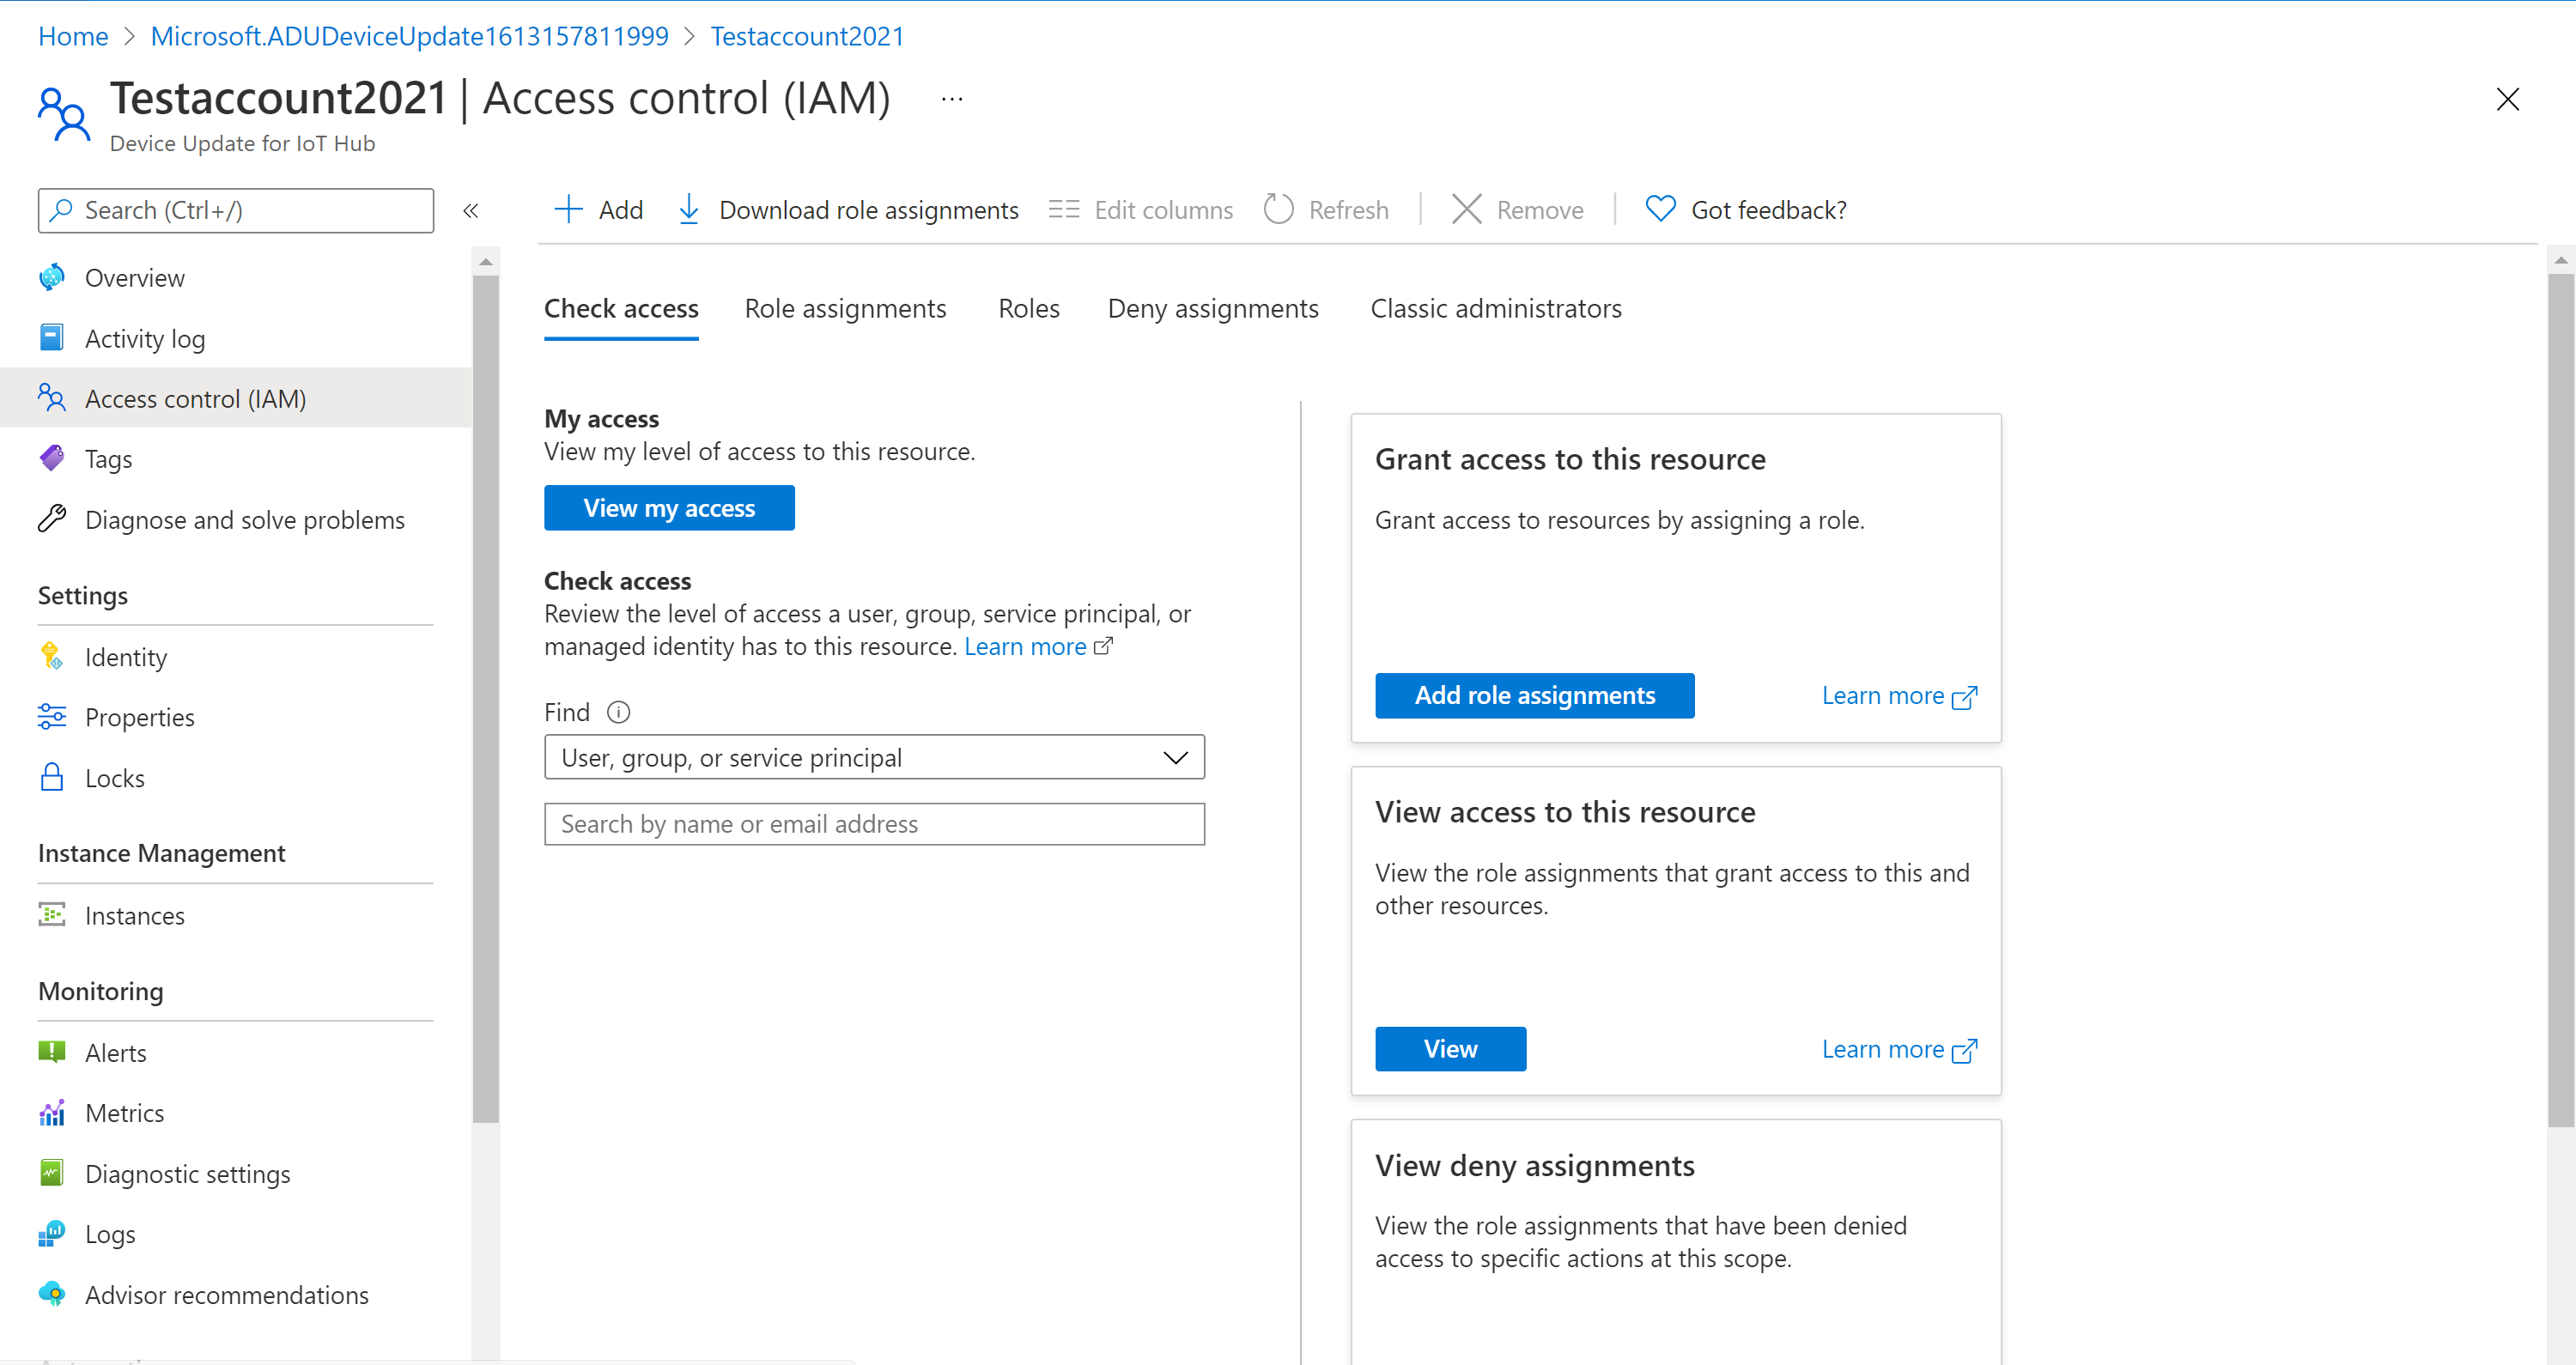 Home > Microsoft.ADUDeviceUpdate1613157811999 > Testaccount2021
Testaccount2021 | Access control (IAM) ...
Device Update for IoT Hub
Search (Ctrl+/)
Overview
Activity log
Access control (IAM)
Tags
Diagnose and solve problems
Settings
Identity
Properties
Locks
Instance Management
Instances
Monitoring
Alerts
Metrics
Diagnostic settings
Logs
Advisor recommendations
Add
Download role assignments
Edit columns
Refresh
Remove
Got feedback?
Check access
Role assignments
Roles
Deny assignments
Classic administrators
My access
View my level of access to this resource.
View my access
Check access
Review the level of access a user, group, service principal, or
managed identity has to this resource. Learn more
Find
User, group, or service principal
Search by name or email address
Grant access to this resource
Grant access to resources by assigning a role.
Add role assignments
Learn more
View access to this resource
View the role assignments that grant access to this and
other resources.
View
Learn more
View deny assignments
View the role assignments that have been denied
access to specific actions at this scope.